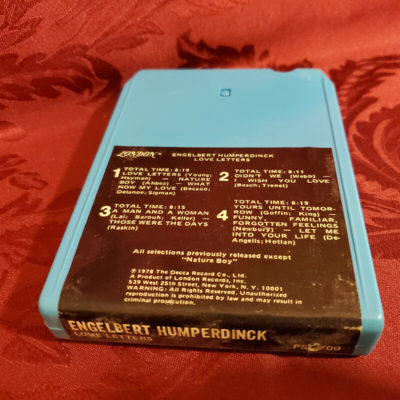 LONDON
ENGELBERT HUMPERDINCK
LOVE LETTERS
1 TOTAL TIME: 8:19
LOVE LETTERS (Young;
Heyman) — NATURE
BOY (Ahbez) — WHAT
NOW MY LOVE (Becaud;
Delanoe; Sigman)
2 TOTAL TIME: 8:11
DIDN'T WE (Webb) —
I WISH YOU LOVE
(Beach; Trenet)
3 TOTAL TIME: 8:15
A MAN AND A WOMAN
(Lai; Barouh; Keller) —
THOSE WERE THE DAYS
(Raskin)
4 TOTAL TIME: 8:19
YOURS UNTIL TOMOR-
ROW (Goffin; King) —
FUNNY, FAMILIAR,
FORGOTTEN FEELINGS
(Newbury) — LET ME
INTO YOUR LIFE (De-
Angelis; Hotlan)
All selections previously released except
"Nature Boy"
℗ 1978 The Decca Record Co., Ltd.
A Product of London Records, Inc.
539 West 25th Street, New York, N. Y. 10001
WARNING: All Rights Reserved. Unauthorized
reproduction is prohibited by law and may result in
criminal prosecution.
ENGELBERT HUMPERDINCK
LOVE LETTERS